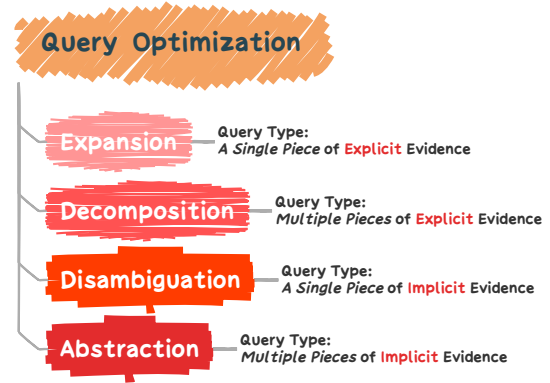 Query Optimization
Expansion
Query Type:
A Single Piece of Explicit Evidence
Decomposition
Query Type:
Multiple Pieces of Explicit Evidence
Disambiguation
Query Type:
A Single Piece of Implicit Evidence
Abstraction
Query Type:
Multiple Pieces of Implicit Evidence